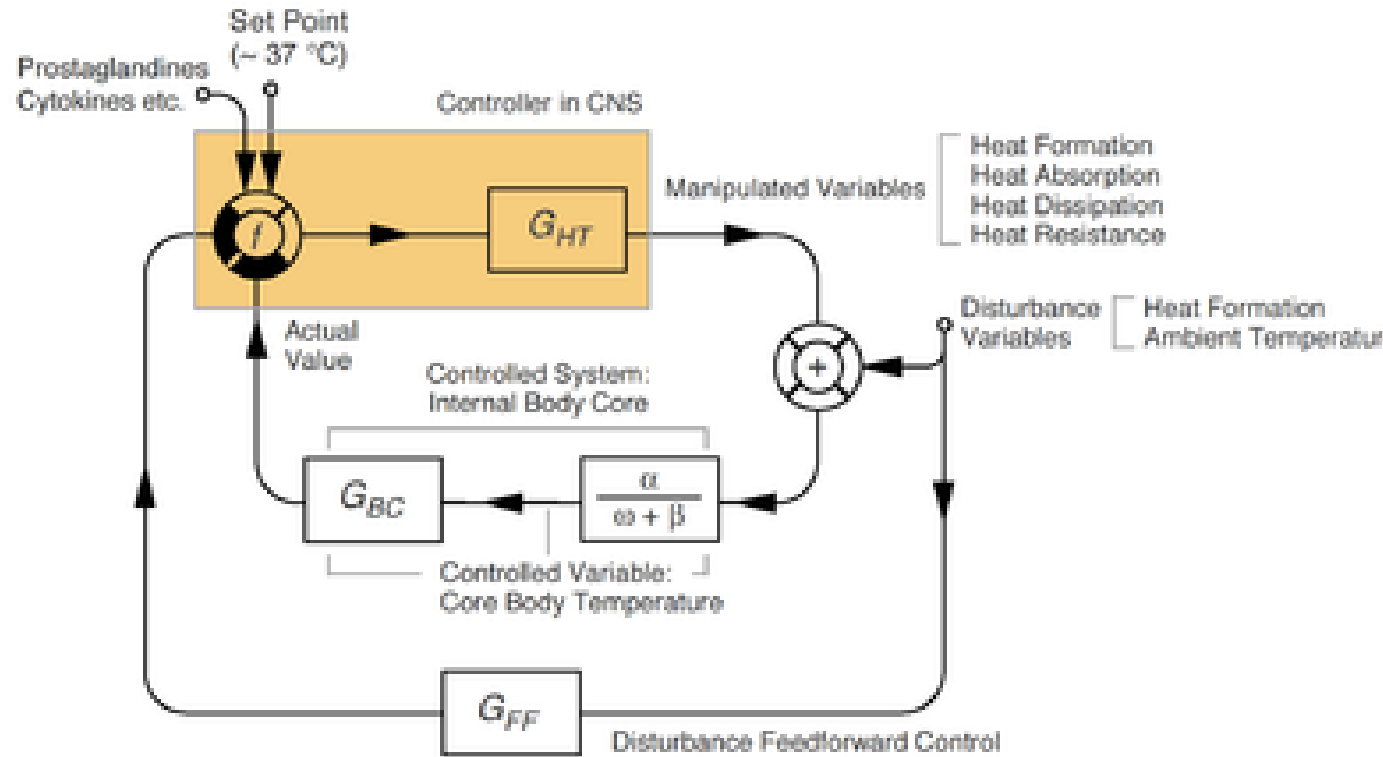 Set Point
(~ 37 °C)
Prostaglandines
Cytokines etc.
Controller in CNS
f
G_HT
Manipulated Variables
Heat Formation
Heat Absorption
Heat Dissipation
Heat Resistance
Actual
Value
+
Disturbance
Variables
Heat Formation
Ambient Temperatur
Controlled System:
Internal Body Core
G_BC
α
ω + β
Controlled Variable:
Core Body Temperature
G_FF
Disturbance Feedforward Control